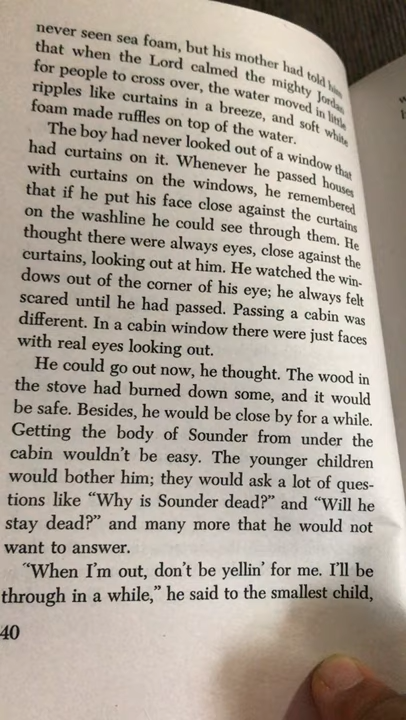 never seen sea foam, but his mother had told him
that when the Lord calmed the mighty Jordan
for people to cross over, the water moved in little
ripples like curtains in a breeze, and soft white
foam made ruffles on top of the water.
The boy had never looked out of a window that
had curtains on it. Whenever he passed houses
with curtains on the windows, he remembered
that if he put his face close against the curtains
on the washline he could see through them. He
thought there were always eyes, close against the
curtains, looking out at him. He watched the win-
dows out of the corner of his eye; he always felt
scared until he had passed. Passing a cabin was
different. In a cabin window there were just faces
with real eyes looking out.
He could go out now, he thought. The wood in
the stove had burned down some, and it would
be safe. Besides, he would be close by for a while.
Getting the body of Sounder from under the
cabin wouldn't be easy. The younger children
would bother him; they would ask a lot of ques-
tions like "Why is Sounder dead?" and "Will he
stay dead?" and many more that he would not
want to answer.
"When I'm out, don't be yellin' for me. I'll be
through in a while," he said to the smallest child,
40